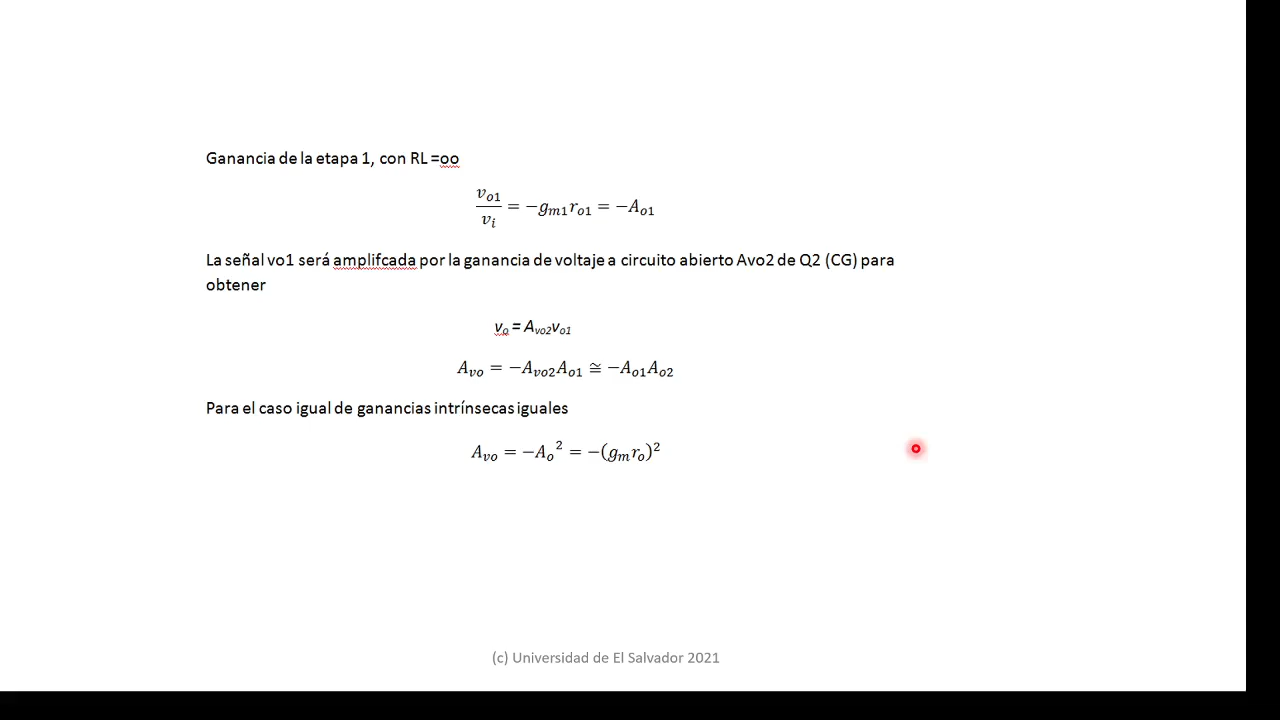 Ganancia de la etapa 1, con RL =oo
v_{o1}/v_i = −g_{m1}r_{o1} = −A_{o1}
La señal vo1 será amplifcada por la ganancia de voltaje a circuito abierto Avo2 de Q2 (CG) para
obtener
v_o = A_{vo2}v_{o1}
A_{vo} = −A_{vo2}A_{o1} ≅ −A_{o1}A_{o2}
Para el caso igual de ganancias intrínsecas iguales
A_{vo} = −A_o² = −(g_m r_o)²
(c) Universidad de El Salvador 2021